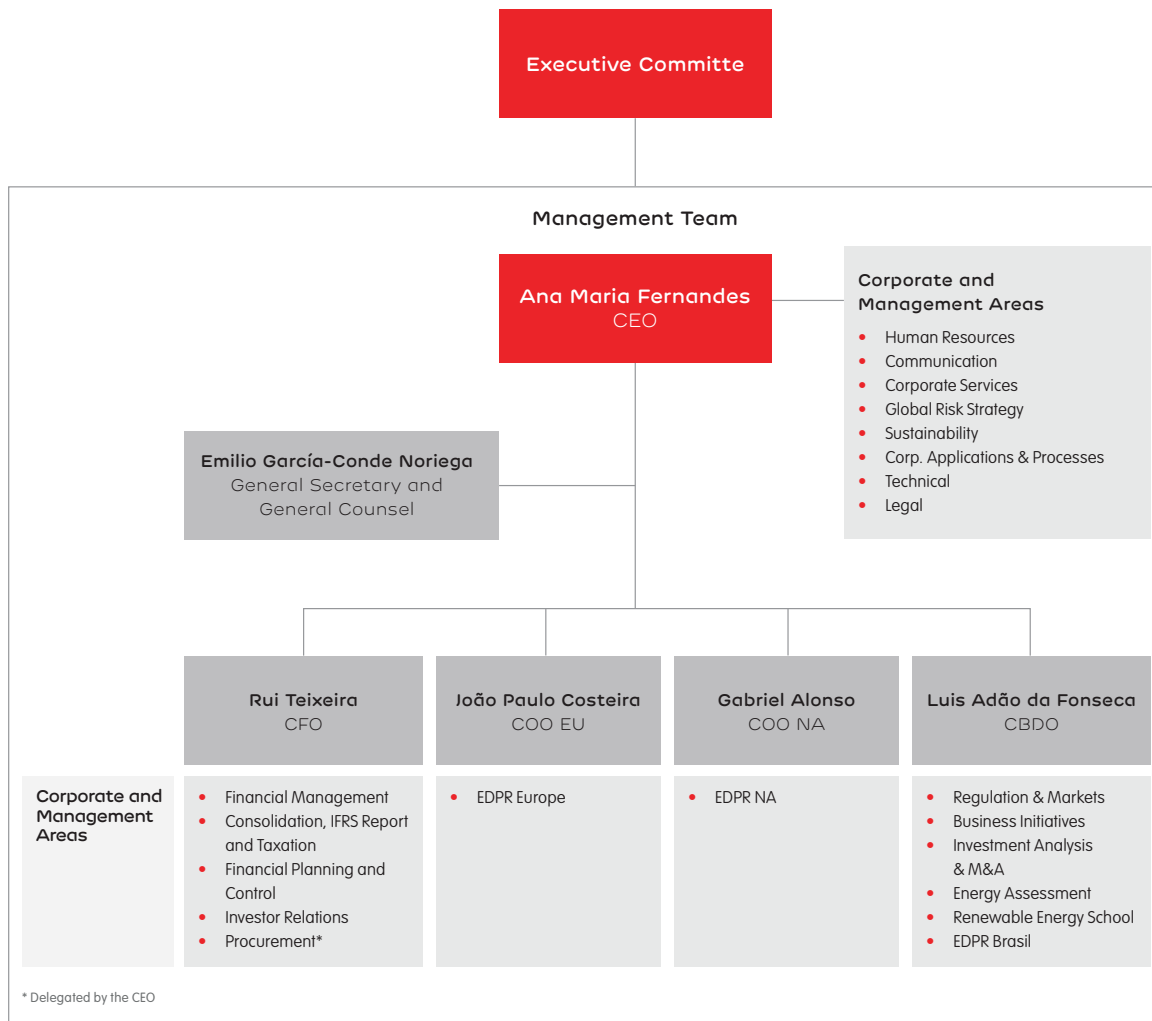 Executive Committe
Management Team
Ana Maria Fernandes
CEO
Corporate and
Management Areas
• Human Resources
• Communication
• Corporate Services
• Global Risk Strategy
• Sustainability
• Corp. Applications & Processes
• Technical
• Legal
Emilio García-Conde Noriega
General Secretary and
General Counsel
Rui Teixeira
CFO
João Paulo Costeira
COO EU
Gabriel Alonso
COO NA
Luis Adão da Fonseca
CBDO
Corporate and
Management
Areas
• Financial Management
• Consolidation, IFRS Report
and Taxation
• Financial Planning and
Control
• Investor Relations
• Procurement*
• EDPR Europe
• EDPR NA
• Regulation & Markets
• Business Initiatives
• Investment Analysis
& M&A
• Energy Assessment
• Renewable Energy School
• EDPR Brasil
* Delegated by the CEO